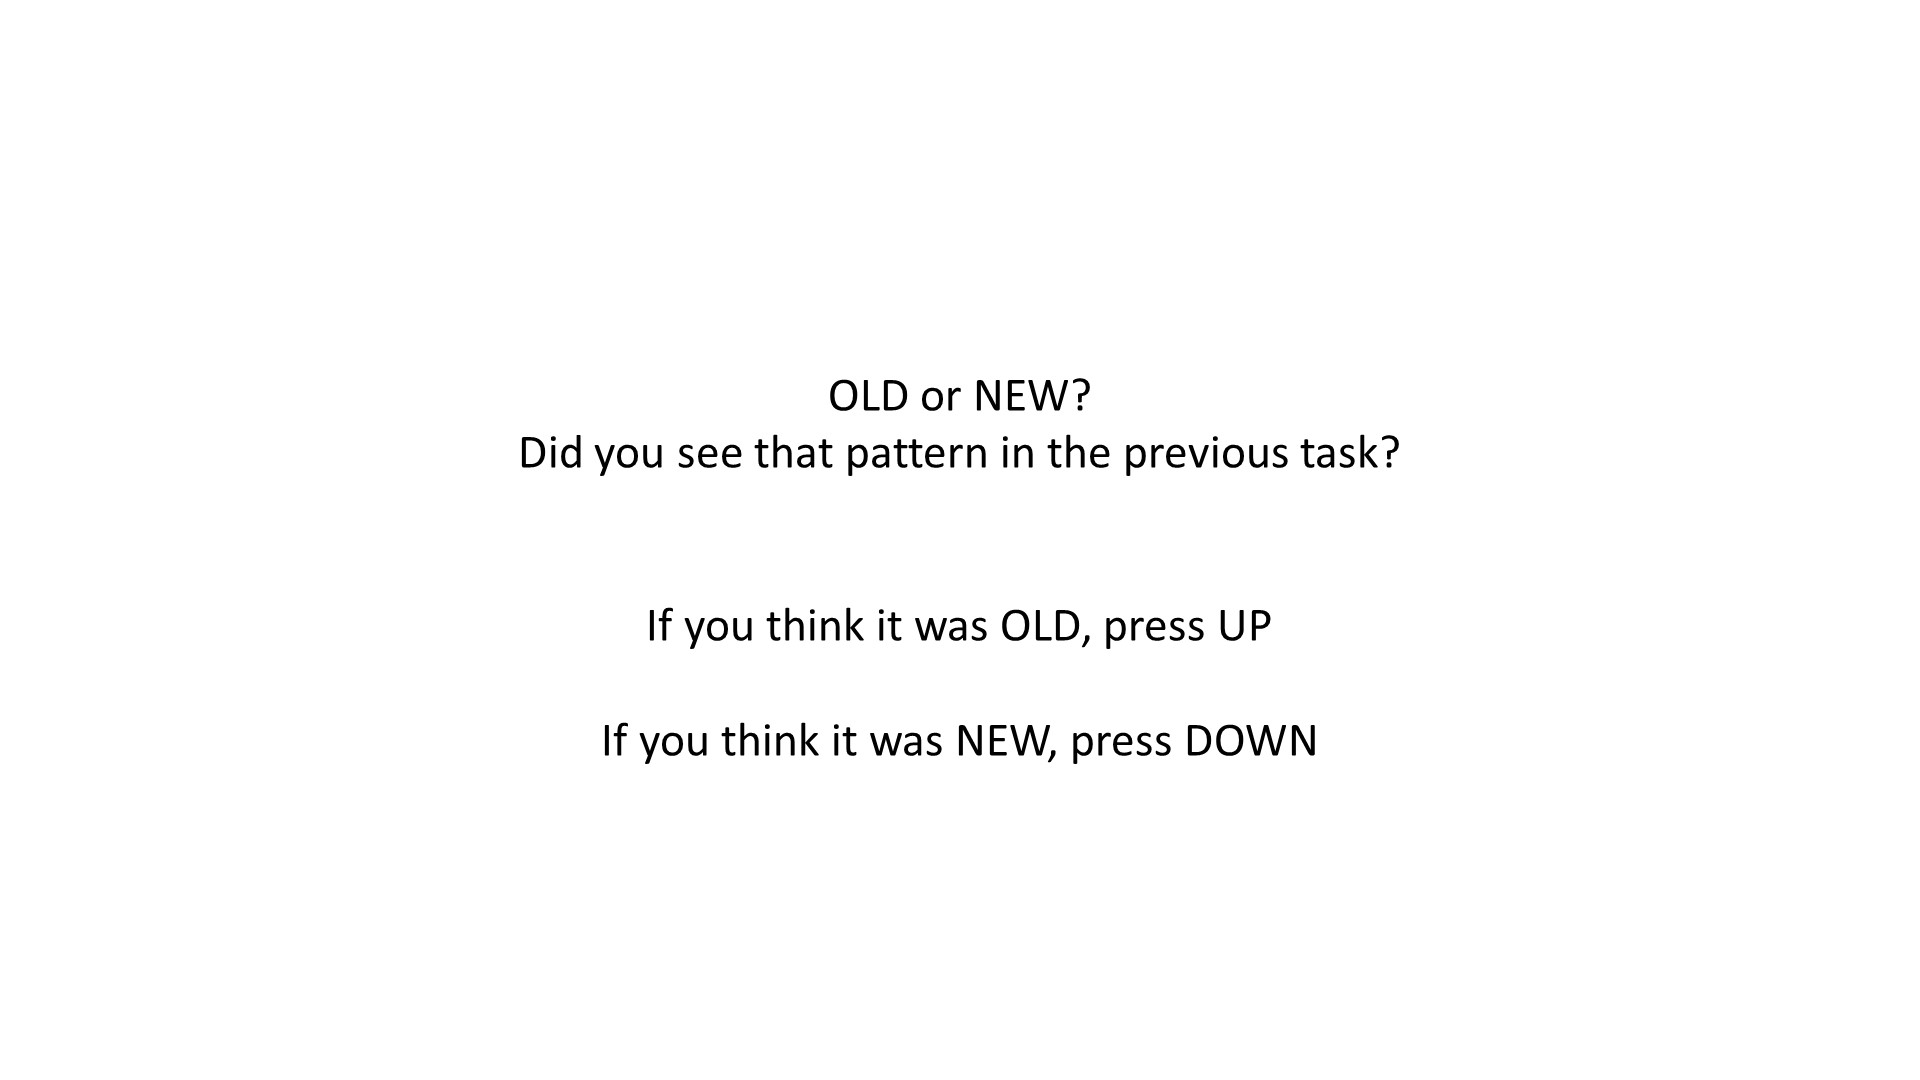 OLD or NEW?
Did you see that pattern in the previous task?
If you think it was OLD, press UP
If you think it was NEW, press DOWN